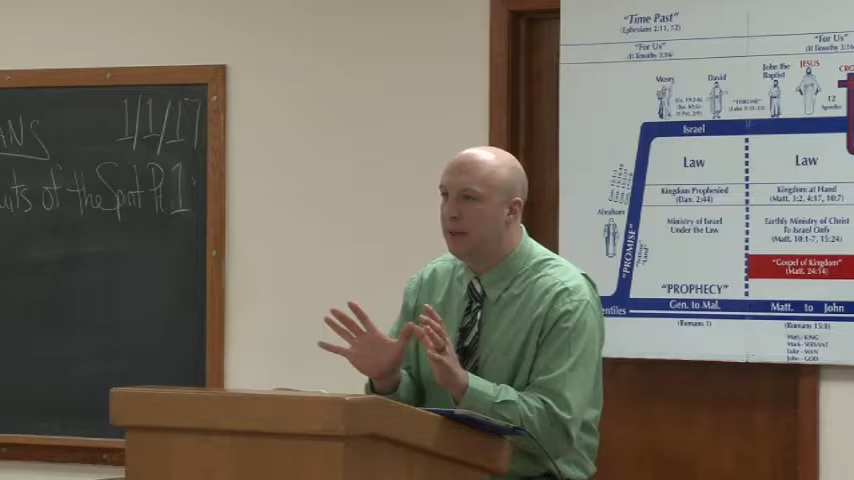 1/1/17
of the Spirit Pt 1
"Time Past"
(Ephesians 2:11, 12)
"For Us"
(II Timothy 3:16)
"For Us"
Moses
David
John the
Baptist
JESUS
12
Apostles
"THRONE"
Israel
Law
Law
Kingdom Prophesied
(Dan. 2:44)
Kingdom at Hand
(Matt. 3:2, 4:17, 10:7)
Abraham
"PROMISE"
Ministry of Israel
Under the Law
Earthly Ministry of Christ
To Israel Only
(Matt. 10:1-7, 15:24)
"Gospel of Kingdom"
(Matt. 24:14)
"PROPHECY"
Gen. to Mal.
Matt. to John
(Romans 1)
(Romans 15:8)
Matt.-KING
Mark- SERVANT
Luke-MAN
John-GOD